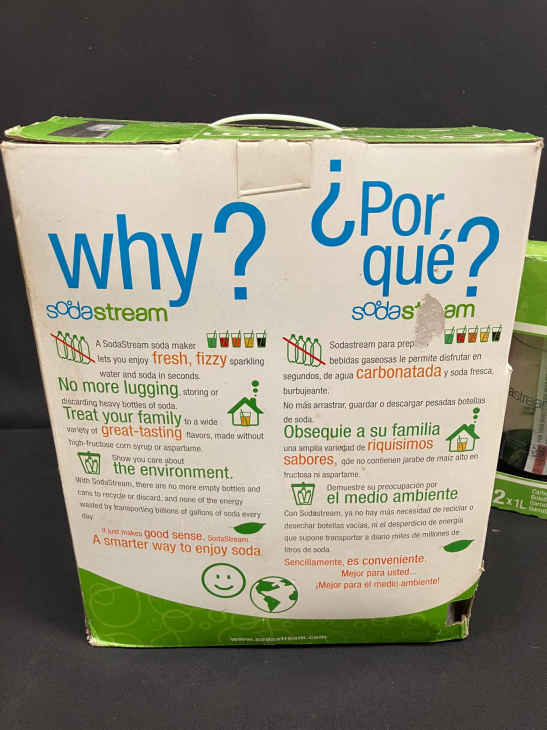 why?
sodastream
A SodaStream soda maker
lets you enjoy fresh, fizzy sparkling
water and soda in seconds.
No more lugging, storing or
discarding heavy bottles of soda.
Treat your family to a wide
variety of great-tasting flavors, made without
high-fructose corn syrup or aspartame.
Show you care about
the environment.
With SodaStream, there are no more empty bottles and
cans to recycle or discard, and none of the energy
wasted by transporting billions of gallons of soda every
day.
It just makes good sense. SodaStream.
A smarter way to enjoy soda.
¿Por
qué?
sodastream
Sodastream para prep
bebidas gaseosas le permite disfrutar en
segundos, de agua carbonatada y soda fresca,
burbujeante.
No más arrastrar, guardar o descargar pesadas botellas
de soda.
Obsequie a su familia
una amplia variedad de riquísimos
sabores, que no contienen jarabe de maíz alto en
fructosa ni aspartame.
Demuestre su preocupación por
el medio ambiente
Con Sodastream, ya no hay más necesidad de reciclar o
desechar botellas vacías, ni el desperdicio de energía
que supone transportar a diario miles de millones de
litros de soda.
Sencillamente, es conveniente.
Mejor para usted...
¡Mejor para el medio ambiente!
www.sodastream.com
2 x 1L